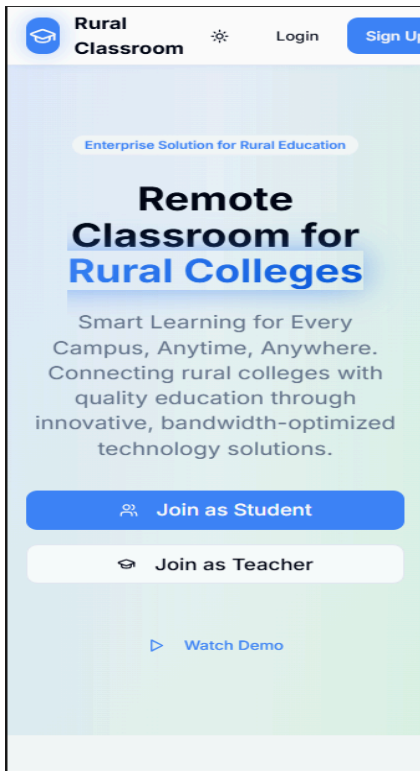 Rural
Classroom
Login
Sign Up
Enterprise Solution for Rural Education
Remote
Classroom for
Rural Colleges
Smart Learning for Every
Campus, Anytime, Anywhere.
Connecting rural colleges with
quality education through
innovative, bandwidth-optimized
technology solutions.
Join as Student
Join as Teacher
Watch Demo